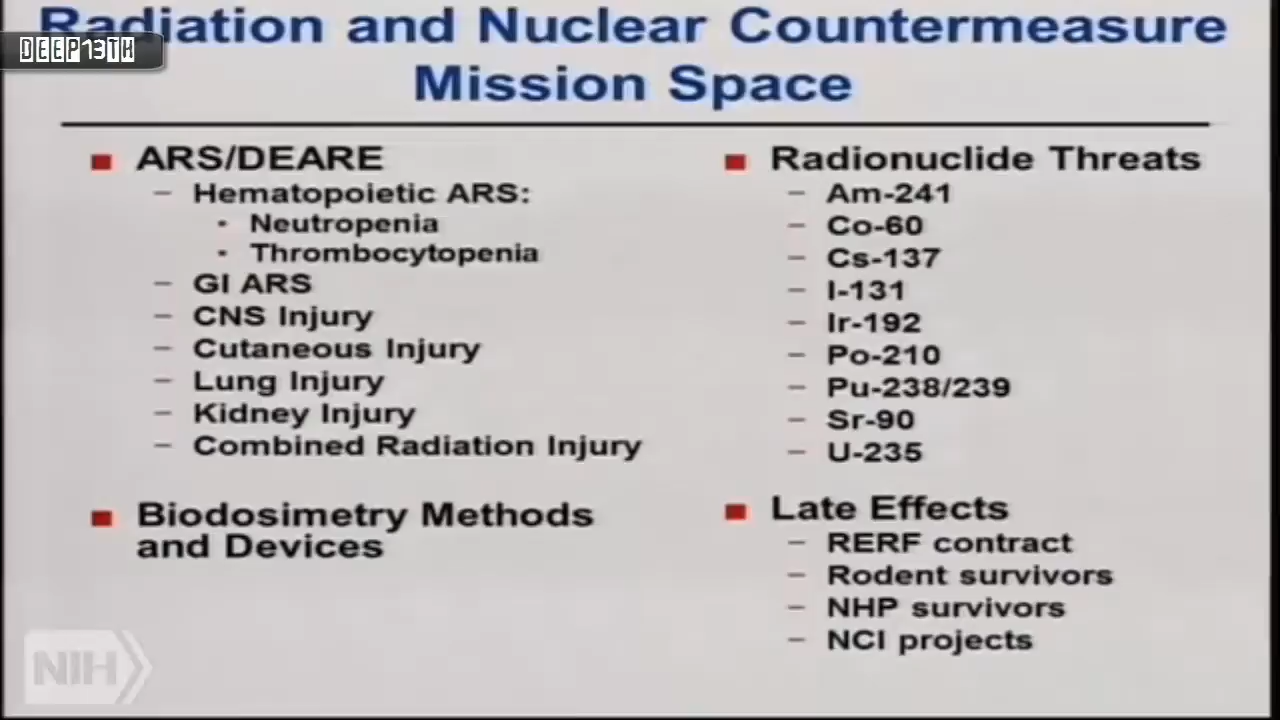 Radiation and Nuclear Countermeasure
DEEP13TH
Mission Space
ARS/DEARE
– Hematopoietic ARS:
• Neutropenia
• Thrombocytopenia
– GI ARS
– CNS Injury
– Cutaneous Injury
– Lung Injury
– Kidney Injury
– Combined Radiation Injury
Biodosimetry Methods
and Devices
Radionuclide Threats
– Am-241
– Co-60
– Cs-137
– I-131
– Ir-192
– Po-210
– Pu-238/239
– Sr-90
– U-235
Late Effects
– RERF contract
– Rodent survivors
– NHP survivors
– NCI projects
NIH